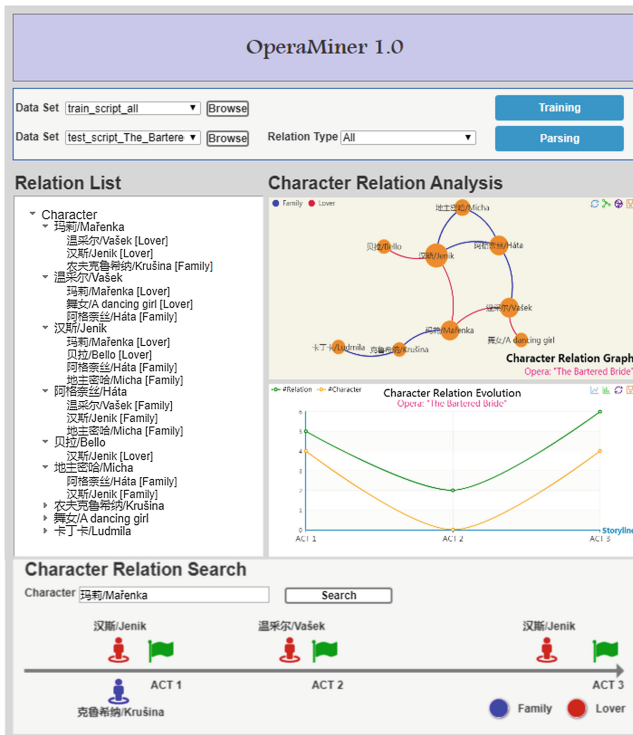 OperaMiner 1.0
Data Set train_script_all Browse Training
Data Set test_script_The_Bartere Browse Relation Type All Parsing
Relation List
Character
玛莉/Mařenka
温采尔/Vašek [Lover]
汉斯/Jenik [Lover]
农夫克鲁希纳/Krušina [Family]
温采尔/Vašek
玛莉/Mařenka [Lover]
舞女/A dancing girl [Lover]
阿格奈丝/Háta [Family]
汉斯/Jenik
玛莉/Mařenka [Lover]
贝拉/Bello [Lover]
阿格奈丝/Háta [Family]
地主密哈/Micha [Family]
阿格奈丝/Háta
温采尔/Vašek [Family]
汉斯/Jenik [Family]
地主密哈/Micha [Family]
贝拉/Bello
汉斯/Jenik [Lover]
地主密哈/Micha
阿格奈丝/Háta [Family]
汉斯/Jenik [Family]
农夫克鲁希纳/Krušina
舞女/A dancing girl
卡丁卡/Ludmila
Character Relation Analysis
Family Lover
地主密哈/Micha
贝拉/Bello
汉斯/Jenik
阿格奈丝/Háta
温采尔/Vašek
玛莉/Mařenka
舞女/A dancing girl
卡丁卡/Ludmila
克鲁希纳/Krušina
Character Relation Graph
Opera: "The Bartered Bride"
#Relation #Character
Character Relation Evolution
Opera: "The Bartered Bride"
6
5
4
3
2
1
0
Storyline
ACT 1 ACT 2 ACT 3
Character Relation Search
Character 玛莉/Mařenka Search
汉斯/Jenik 温采尔/Vašek 汉斯/Jenik
ACT 1 ACT 2 ACT 3
克鲁希纳/Krušina
Family Lover